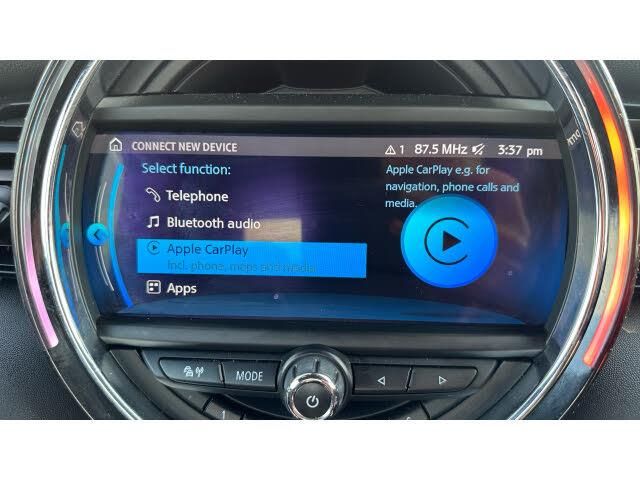 CONNECT NEW DEVICE
1 87.5 MHz 3:37 pm
Select function:
Telephone
Bluetooth audio
Apple CarPlay
Incl. phone, maps and media
Apps
Apple CarPlay e.g. for
navigation, phone calls and
media.
MODE
1